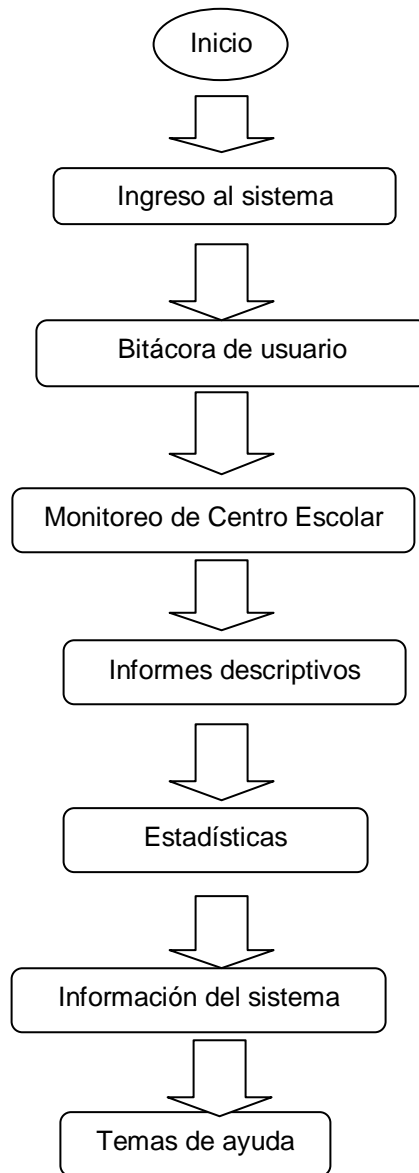 Inicio
Ingreso al sistema
Bitácora de usuario
Monitoreo de Centro Escolar
Informes descriptivos
Estadísticas
Información del sistema
Temas de ayuda